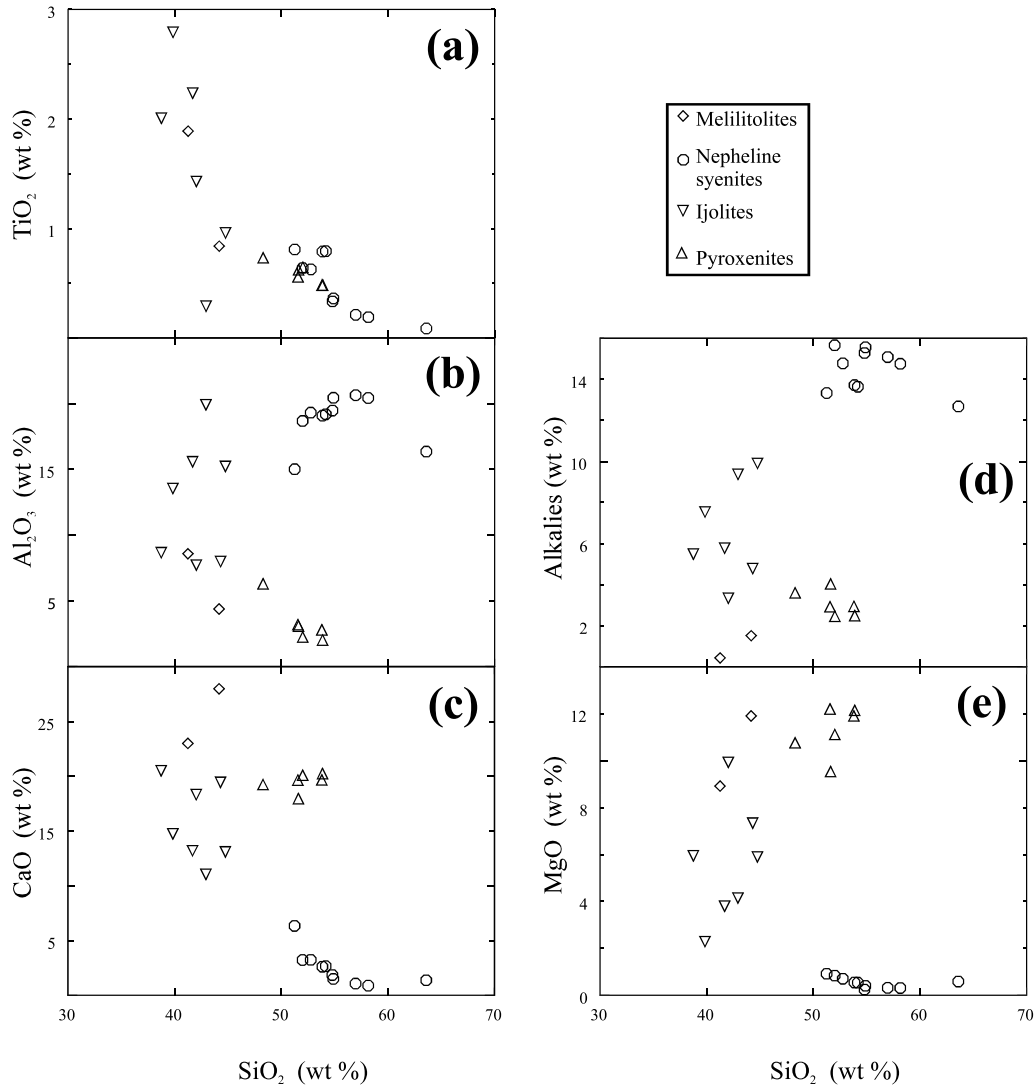 3
2
1
TiO₂ (wt %)
(a)
Melilitolites
Nepheline
syenites
Ijolites
Pyroxenites
15
5
Al₂O₃ (wt %)
(b)
14
10
6
2
Alkalies (wt %)
(d)
25
15
5
CaO (wt %)
(c)
12
8
4
0
MgO (wt %)
(e)
30 40 50 60 70
SiO₂ (wt %)
30 40 50 60 70
SiO₂ (wt %)